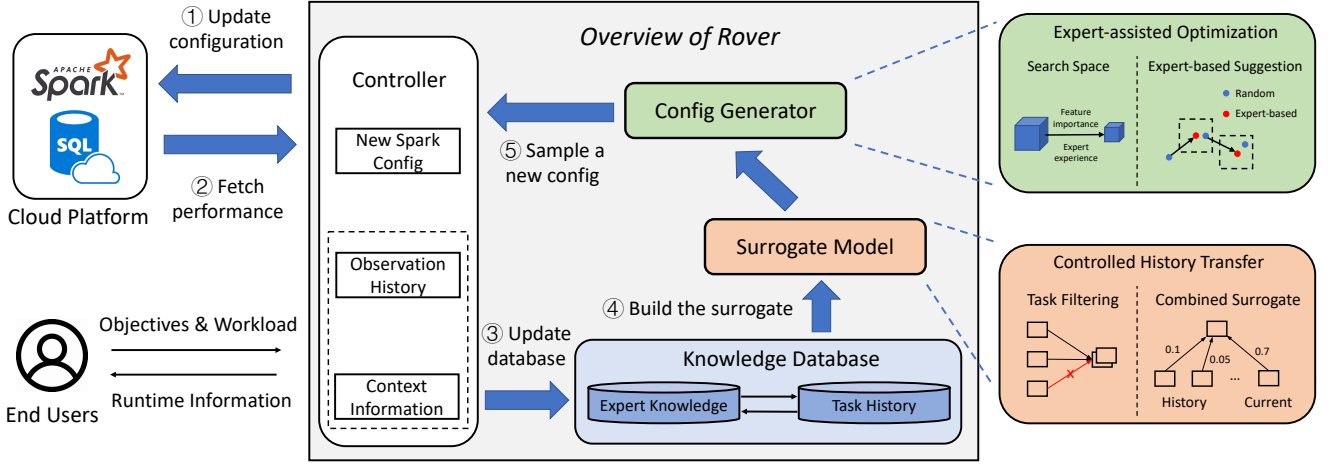 ① Update
configuration
APACHE
Spark™
SQL
② Fetch
performance
Cloud Platform
Objectives & Workload
Runtime Information
End Users
Overview of Rover
Controller
New Spark
Config
Observation
History
Context
Information
⑤ Sample a
new config
③ Update
database
④ Build the surrogate
Config Generator
Surrogate Model
Knowledge Database
Expert Knowledge
Task History
Expert-assisted Optimization
Search Space
Feature
importance
Expert
experience
Expert-based Suggestion
Random
Expert-based
Controlled History Transfer
Task Filtering
X
Combined Surrogate
0.1
0.05
0.7
...
History
Current